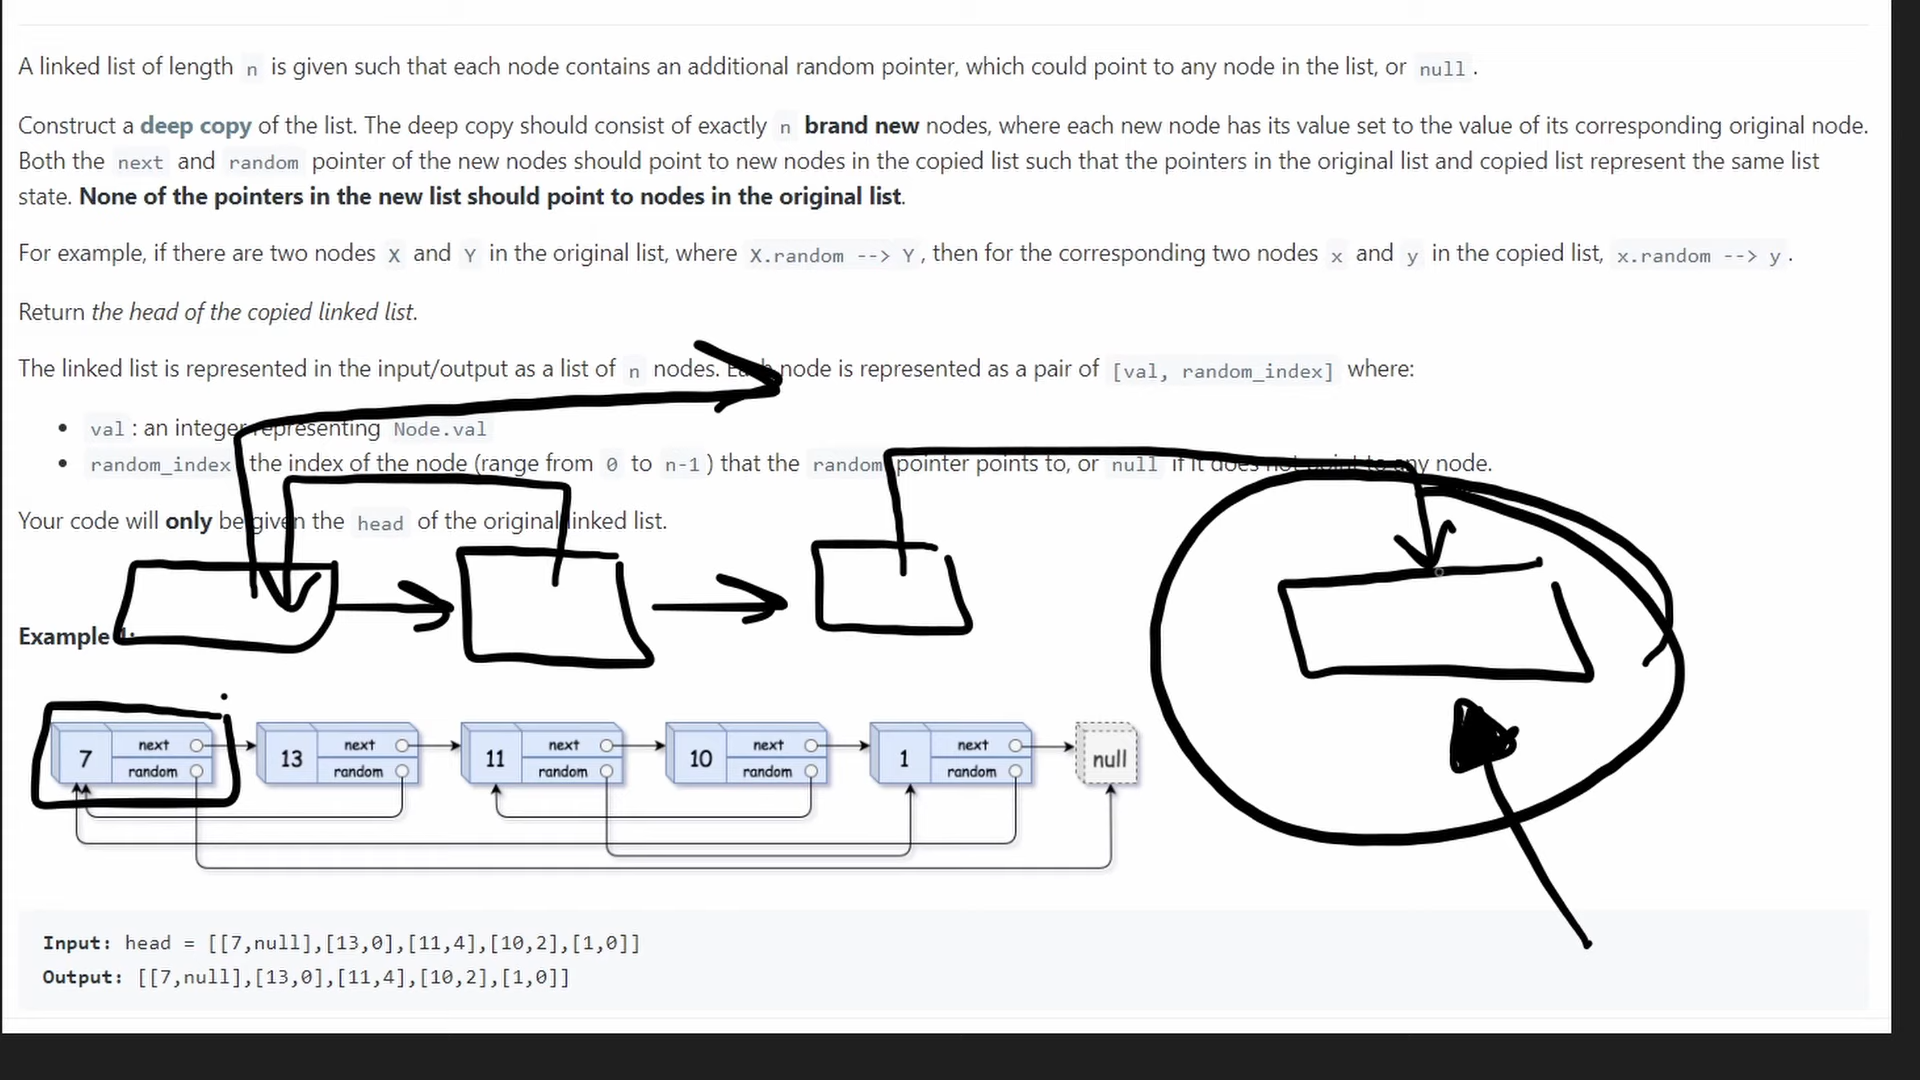 A linked list of length n is given such that each node contains an additional random pointer, which could point to any node in the list, or null.
Construct a deep copy of the list. The deep copy should consist of exactly n brand new nodes, where each new node has its value set to the value of its corresponding original node.
Both the next and random pointer of the new nodes should point to new nodes in the copied list such that the pointers in the original list and copied list represent the same list
state. None of the pointers in the new list should point to nodes in the original list.
For example, if there are two nodes X and Y in the original list, where X.random --> Y, then for the corresponding two nodes x and y in the copied list, x.random --> y.
Return the head of the copied linked list.
The linked list is represented in the input/output as a list of n nodes. Each node is represented as a pair of [val, random_index] where:
• val: an integer representing Node.val
• random_index the index of the node (range from 0 to n-1) that the random pointer points to, or null if it does not point to any node.
Your code will only be given the head of the original linked list.
Example 1:
7 next random 13 next random 11 next random 10 next random 1 next random null
Input: head = [[7,null],[13,0],[11,4],[10,2],[1,0]]
Output: [[7,null],[13,0],[11,4],[10,2],[1,0]]